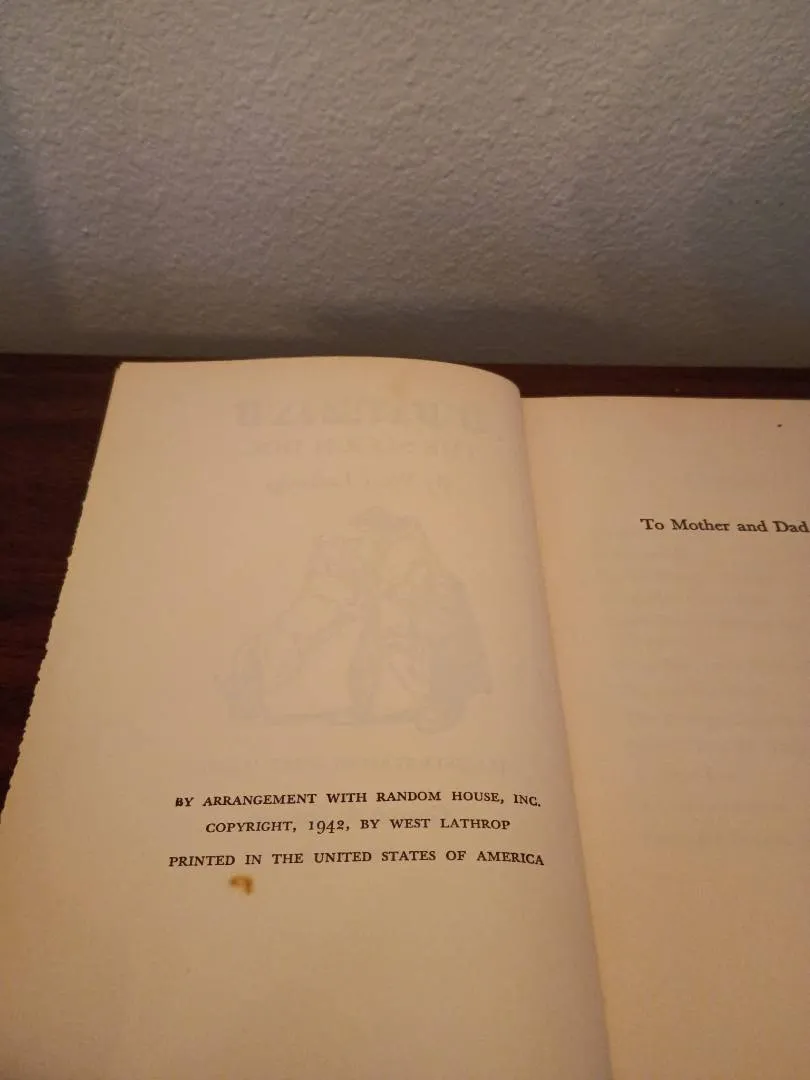 BY ARRANGEMENT WITH RANDOM HOUSE, INC.
COPYRIGHT, 1942, BY WEST LATHROP
PRINTED IN THE UNITED STATES OF AMERICA
To Mother and Dad